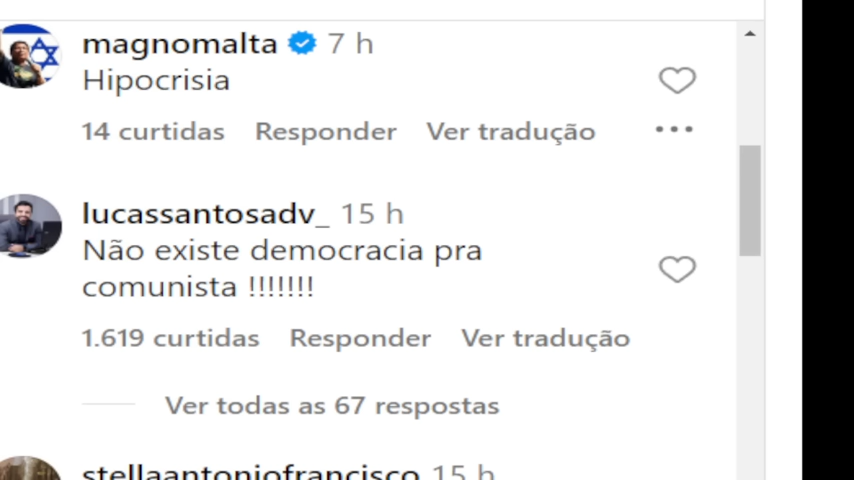 magnomalta 7 h
Hipocrisia
14 curtidas Responder Ver tradução
lucassantosadv_ 15 h
Não existe democracia pra
comunista !!!!!!!
1.619 curtidas Responder Ver tradução
Ver todas as 67 respostas
stellaantoniofrancisco 15 h